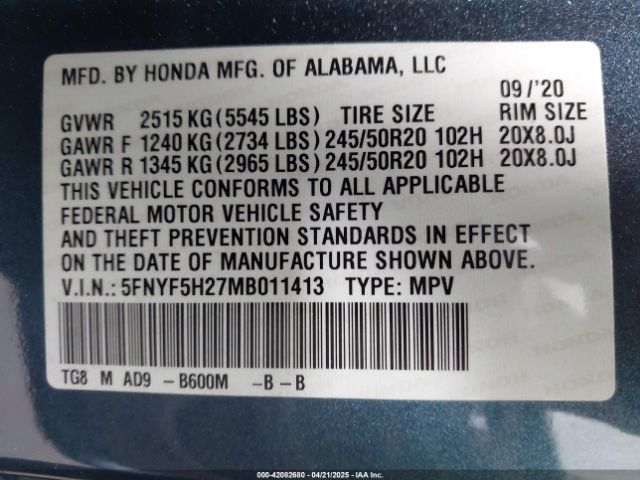 MFD. BY HONDA MFG. OF ALABAMA, LLC
09/'20
GVWR 2515 KG (5545 LBS) TIRE SIZE RIM SIZE
GAWR F 1240 KG (2734 LBS) 245/50R20 102H 20X8.0J
GAWR R 1345 KG (2965 LBS) 245/50R20 102H 20X8.0J
THIS VEHICLE CONFORMS TO ALL APPLICABLE
FEDERAL MOTOR VEHICLE SAFETY
AND THEFT PREVENTION STANDARDS IN EFFECT
ON THE DATE OF MANUFACTURE SHOWN ABOVE.
V.I.N.: 5FNYF5H27MB011413 TYPE: MPV
TG8 M AD9 -B600M -B-B
000-42082680 - 04/21/2025 - IAA Inc.